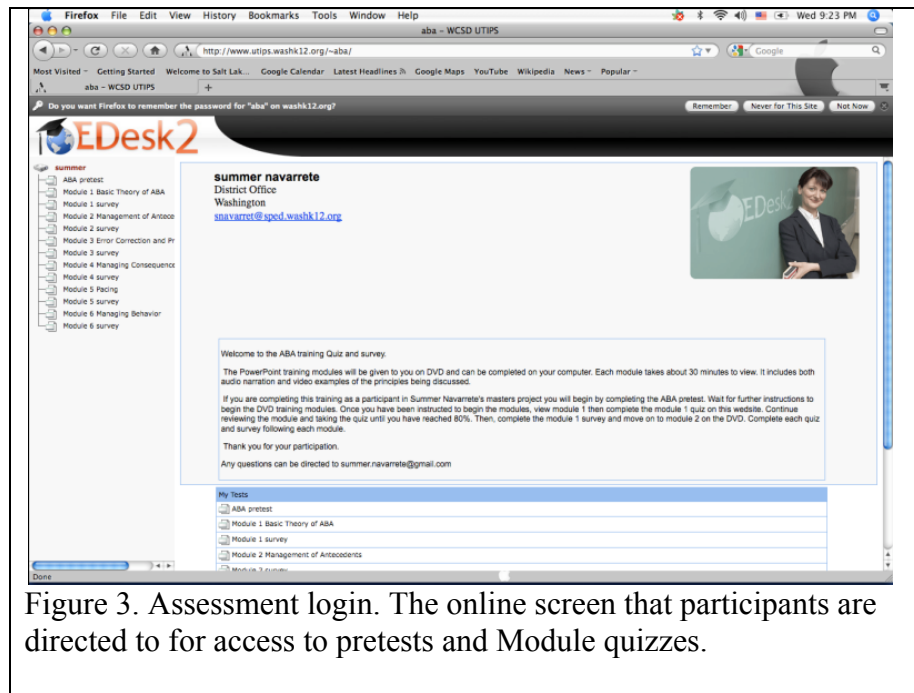 Firefox File Edit View History Bookmarks Tools Window Help Wed 9:23 PM
aba – WCSD UTIPS
http://www.utips.washk12.org/~aba/ Google
Most Visited Getting Started Welcome to Salt Lak... Google Calendar Latest Headlines Google Maps YouTube Wikipedia News Popular
aba – WCSD UTIPS +
Do you want Firefox to remember the password for "aba" on washk12.org? Remember Never for This Site Not Now
EDesk2
summer
ABA pretest
Module 1 Basic Theory of ABA
Module 1 survey
Module 2 Management of Antece
Module 2 survey
Module 3 Error Correction and Pr
Module 3 survey
Module 4 Managing Consequence
Module 4 survey
Module 5 Pacing
Module 5 survey
Module 6 Managing Behavior
Module 6 survey
summer navarrete
District Office
Washington
snavarret@sped.washk12.org
EDesk2
Welcome to the ABA training Quiz and survey.
The PowerPoint training modules will be given to you on DVD and can be completed on your computer. Each module takes about 30 minutes to view. It includes both
audio narration and video examples of the principles being discussed.
If you are completing this training as a participant in Summer Navarrete's masters project you will begin by completing the ABA pretest. Wait for further instructions to
begin the DVD training modules. Once you have been instructed to begin the modules, view module 1 then complete the module 1 quiz on this wedsite. Continue
reviewing the module and taking the quiz until you have reached 80%. Then, complete the module 1 survey and move on to module 2 on the DVD. Complete each quiz
and survey following each module.
Thank you for your participation.
Any questions can be directed to summer.navarrete@gmail.com
My Tests
ABA pretest
Module 1 Basic Theory of ABA
Module 1 survey
Module 2 Management of Antecedents
Module 2 survey
Done
Figure 3. Assessment login. The online screen that participants are
directed to for access to pretests and Module quizzes.